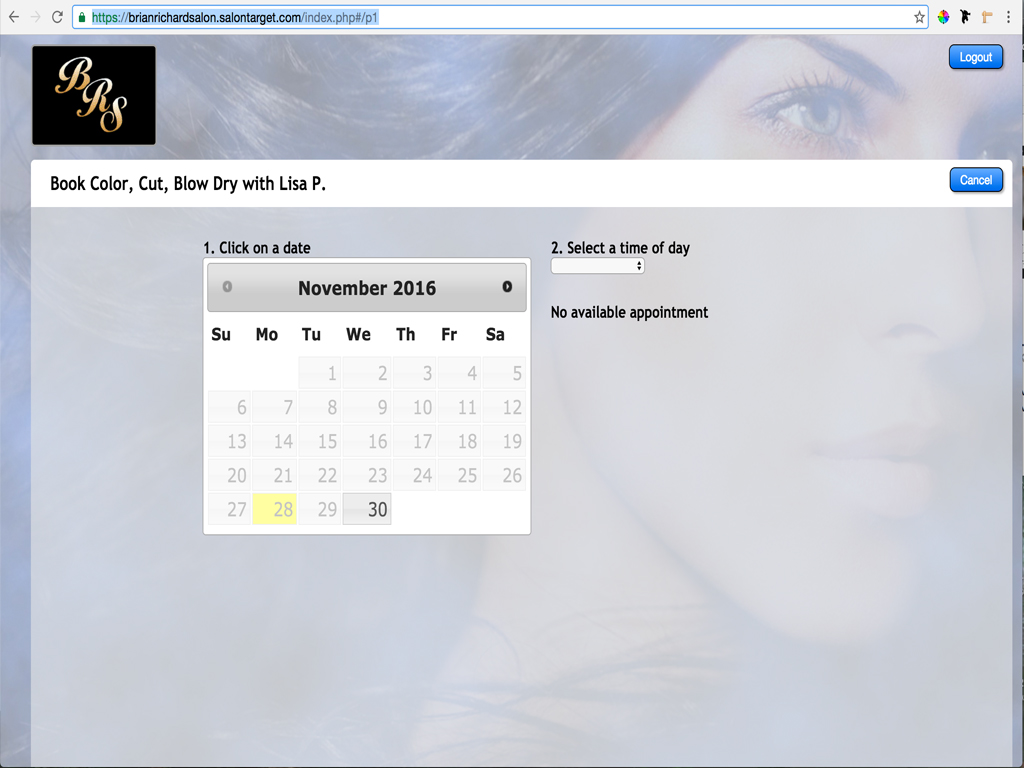 https://brianrichardsalon.salontarget.com/index.php#/p1
Logout
BRS
Book Color, Cut, Blow Dry with Lisa P.
Cancel
1. Click on a date
2. Select a time of day
November 2016
No available appointment
Su Mo Tu We Th Fr Sa
1 2 3 4 5
6 7 8 9 10 11 12
13 14 15 16 17 18 19
20 21 22 23 24 25 26
27 28 29 30